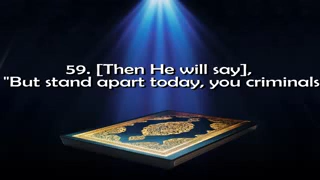 59. [Then He will say],
"But stand apart today, you criminals